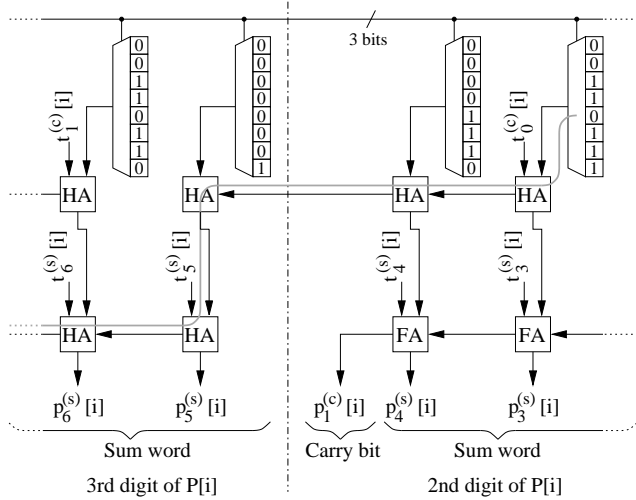 3 bits
0 0 0 0
0 0 0 1
1 0 0 0
1 0 0 1
0 0 1 0
1 0 0 1
1 0 1 1
0 1 0 0
t₁⁽ᶜ⁾[i] t₀⁽ᶜ⁾[i]
HA HA HA HA
t₆⁽ˢ⁾[i] t₅⁽ˢ⁾[i] t₄⁽ˢ⁾[i] t₃⁽ˢ⁾[i]
HA HA FA FA
p₆⁽ˢ⁾[i] p₅⁽ˢ⁾[i] p₁⁽ᶜ⁾[i] p₄⁽ˢ⁾[i] p₃⁽ˢ⁾[i]
Sum word Carry bit Sum word
3rd digit of P[i] 2nd digit of P[i]